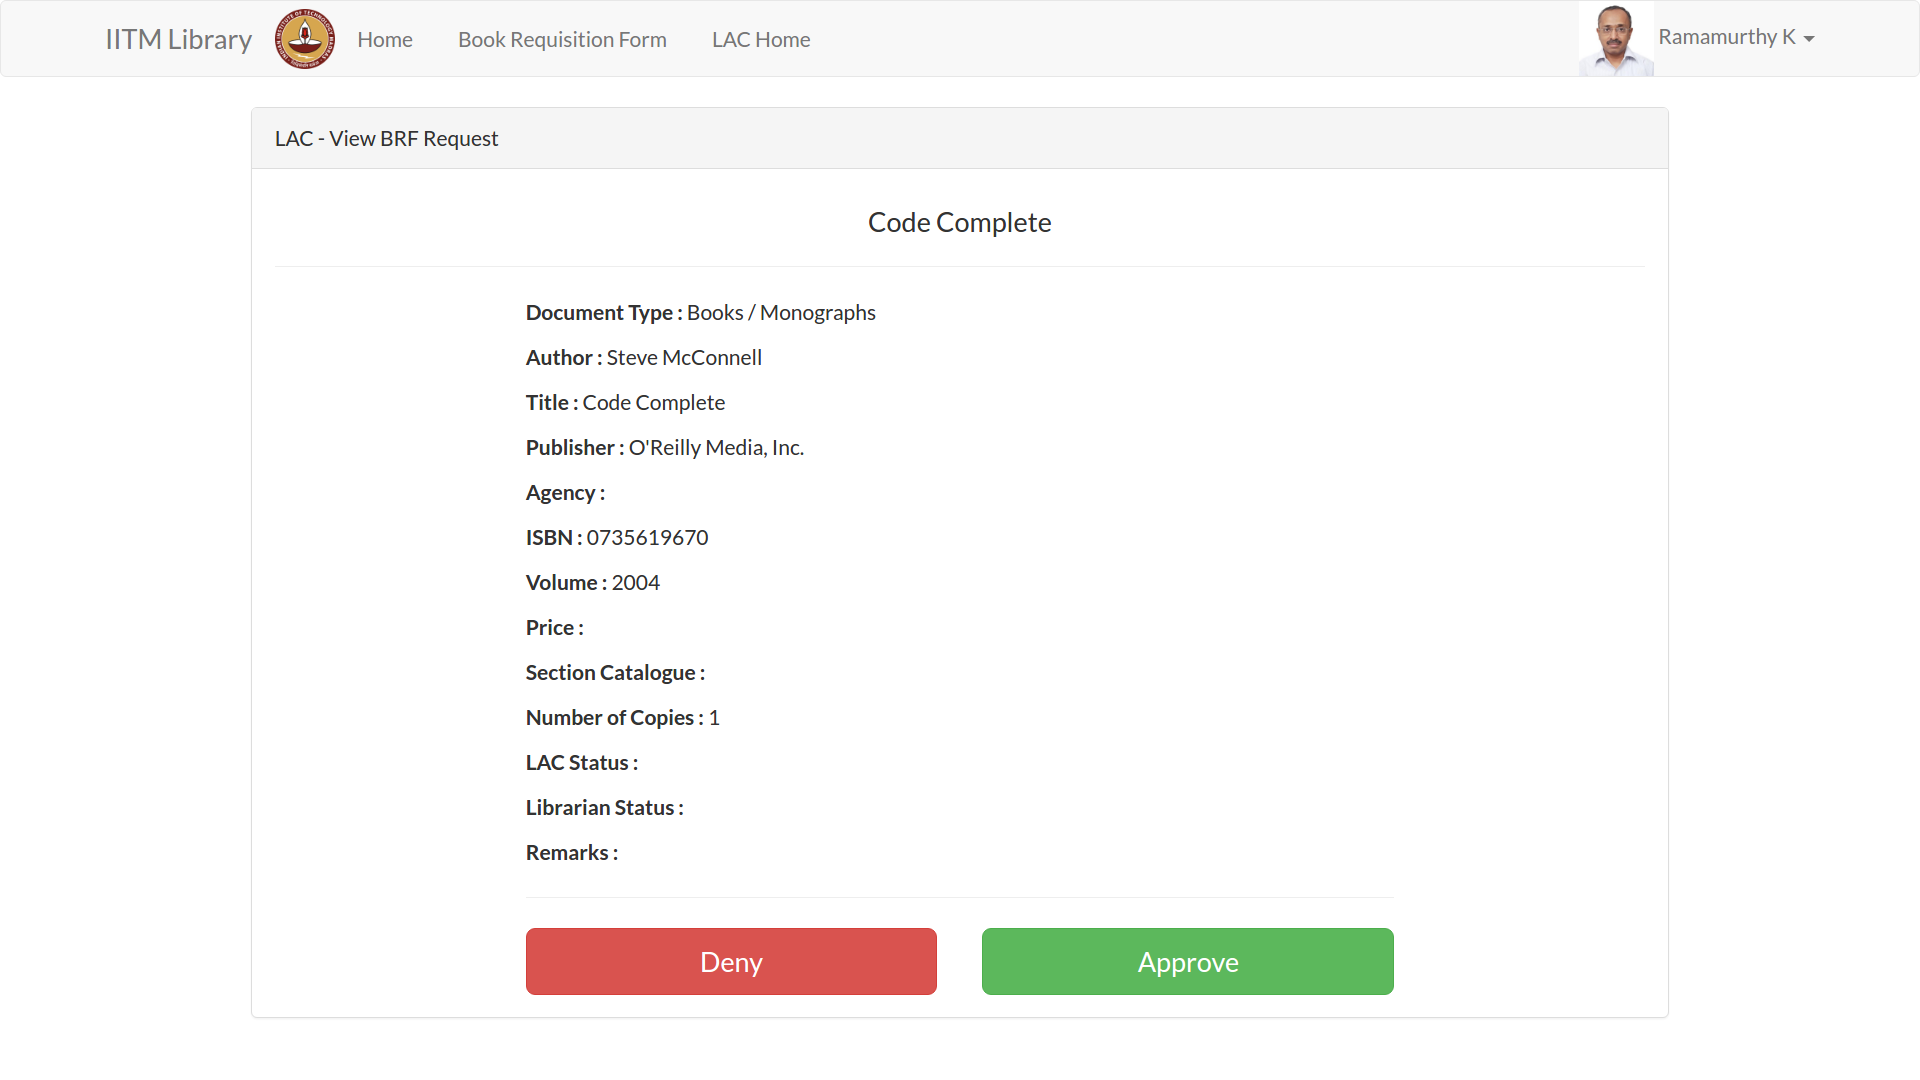 IITM Library
Home
Book Requisition Form
LAC Home
Ramamurthy K
LAC - View BRF Request
Code Complete
Document Type : Books / Monographs
Author : Steve McConnell
Title : Code Complete
Publisher : O'Reilly Media, Inc.
Agency :
ISBN : 0735619670
Volume : 2004
Price :
Section Catalogue :
Number of Copies : 1
LAC Status :
Librarian Status :
Remarks :
Deny
Approve